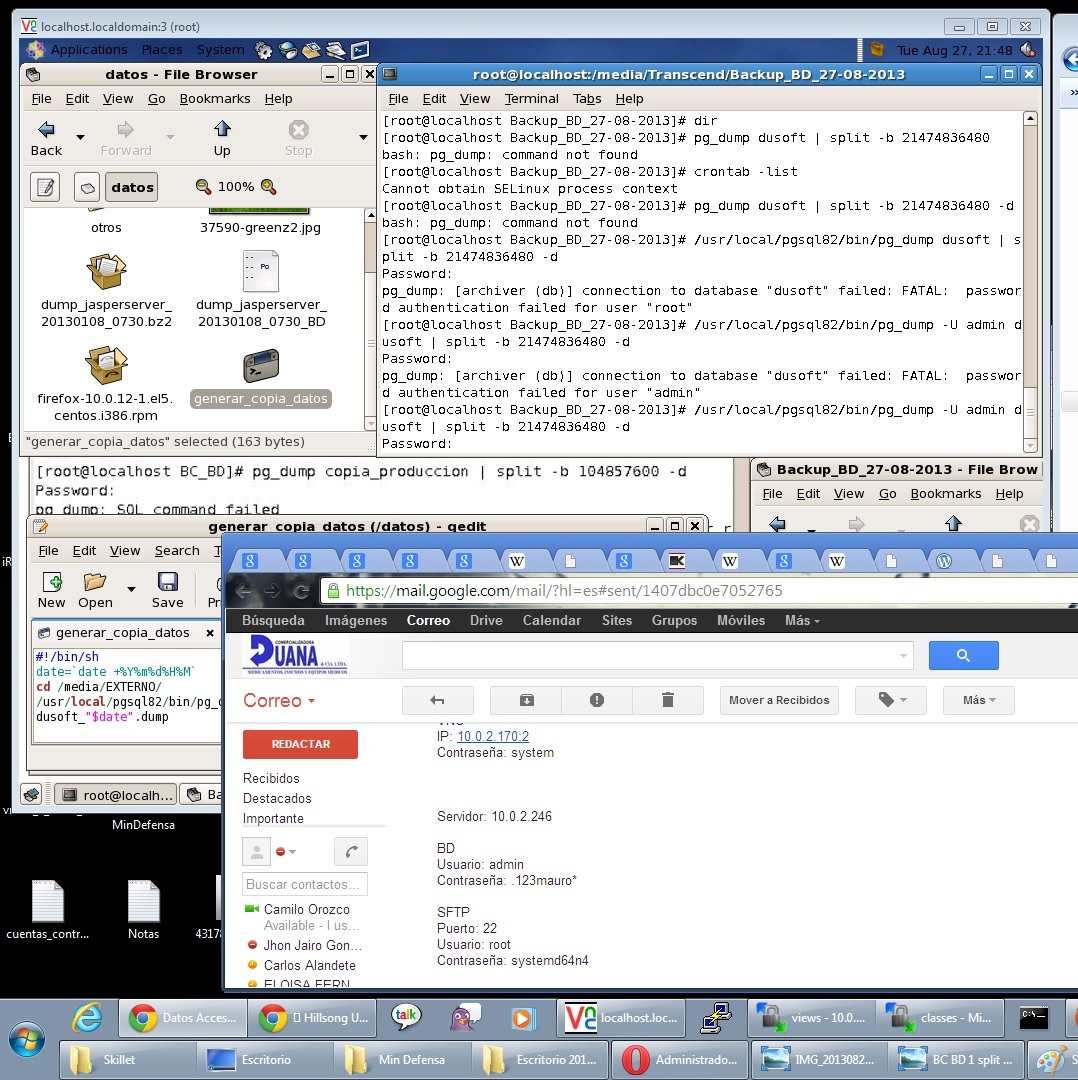 localhost.localdomain:3 (root)
Applications Places System
Tue Aug 27, 21:48
datos - File Browser
File Edit View Go Bookmarks Help
Back Forward Up Stop
datos 100%
otros
37590-greenz2.jpg
dump_jasperserver_
20130108_0730.bz2
dump_jasperserver_
20130108_0730_BD
firefox-10.0.12-1.el5.
centos.i386.rpm
generar_copia_datos
"generar_copia_datos" selected (163 bytes)
root@localhost:/media/Transcend/Backup_BD_27-08-2013
File Edit View Terminal Tabs Help
[root@localhost Backup_BD_27-08-2013]# dir
[root@localhost Backup_BD_27-08-2013]# pg_dump dusoft | split -b 21474836480
bash: pg_dump: command not found
[root@localhost Backup_BD_27-08-2013]# crontab -list
Cannot obtain SELinux process context
[root@localhost Backup_BD_27-08-2013]# pg_dump dusoft | split -b 21474836480 -d
bash: pg_dump: command not found
[root@localhost Backup_BD_27-08-2013]# /usr/local/pgsql82/bin/pg_dump dusoft | s
plit -b 21474836480 -d
Password:
pg_dump: [archiver (db)] connection to database "dusoft" failed: FATAL:  passwor
d authentication failed for user "root"
[root@localhost Backup_BD_27-08-2013]# /usr/local/pgsql82/bin/pg_dump -U admin d
usoft | split -b 21474836480 -d
Password:
pg_dump: [archiver (db)] connection to database "dusoft" failed: FATAL:  passwor
d authentication failed for user "admin"
[root@localhost Backup_BD_27-08-2013]# /usr/local/pgsql82/bin/pg_dump -U admin d
usoft | split -b 21474836480 -d
Password:
[root@localhost BC_BD]# pg_dump copia_produccion | split -b 104857600 -d
Password:
pg_dump: SQL command failed
Backup_BD_27-08-2013 - File Brow
File Edit View Go Bookmarks Help
generar_copia_datos (/datos) - gedit
File Edit View Search
New Open Save
generar_copia_datos
#!/bin/sh
date=`date +%Y%m%d%H%M`
cd /media/EXTERNO/
/usr/local/pgsql82/bin/pg_d
dusoft_"$date".dump
root@localh...
https://mail.google.com/mail/?hl=es#sent/1407dbc0e7052765
Búsqueda Imágenes Correo Drive Calendar Sites Grupos Móviles Más
COMERCIALIZADORA
DUANA
& CIA. LTDA.
MEDICAMENTOS, INSUMOS Y EQUIPOS MEDICOS
Correo
Mover a Recibidos
Más
REDACTAR
Recibidos
Destacados
Importante
Buscar contactos...
Camilo Orozco
Available - I us...
Jhon Jairo Gon...
Carlos Alandete
ELOISA FERN
VNC
IP: 10.0.2.170:2
Contraseña: system
Servidor: 10.0.2.246
BD
Usuario: admin
Contraseña: .123mauro*
SFTP
Puerto: 22
Usuario: root
Contraseña: systemd64n4
MinDefensa
cuentas_contr...
Notas
4317
Datos Acces...
Hillsong U...
talk
localhost.loc...
views - 10.0....
classes - Mi...
Skillet
Escritorio
Min Defensa
Escritorio 201...
Administrado...
IMG_2013082...
BC BD 1 split ...